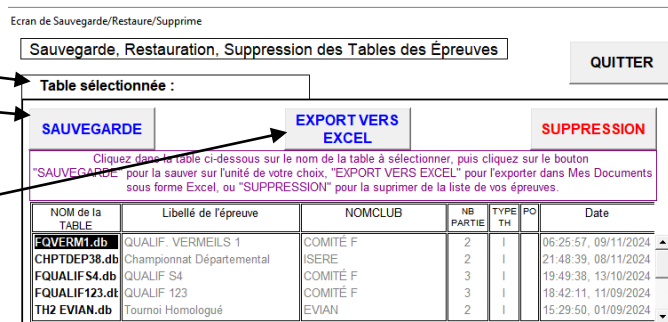 Ecran de Sauvegarde/Restaure/Supprime
Sauvegarde, Restauration, Suppression des Tables des Épreuves
QUITTER
Table sélectionnée :
SAUVEGARDE
EXPORT VERS
EXCEL
SUPPRESSION
Cliquez dans la table ci-dessous sur le nom de la table à sélectionner, puis cliquez sur le bouton
"SAUVEGARDE" pour la sauver sur l'unité de votre choix, "EXPORT VERS EXCEL" pour l'exporter dans Mes Documents
sous forme Excel, ou "SUPPRESSION" pour la suprimer de la liste de vos épreuves.
NOM de la TABLE Libellé de l'épreuve NOMCLUB NB PARTIE TYPE TH PO Date
FQVERM1.db QUALIF. VERMEILS 1 COMITÉ F 2 I 06:25:57, 09/11/2024
CHPTDEP38.db Championnat Départemental ISERE 2 I 21:48:39, 08/11/2024
FQUALIFS4.db QUALIF S4 COMITÉ F 3 I 19:49:38, 13/10/2024
FQUALIF123.db QUALIF 123 COMITÉ F 3 I 18:42:11, 11/09/2024
TH2 EVIAN.db Tournoi Homologué EVIAN 2 I 15:29:50, 01/09/2024